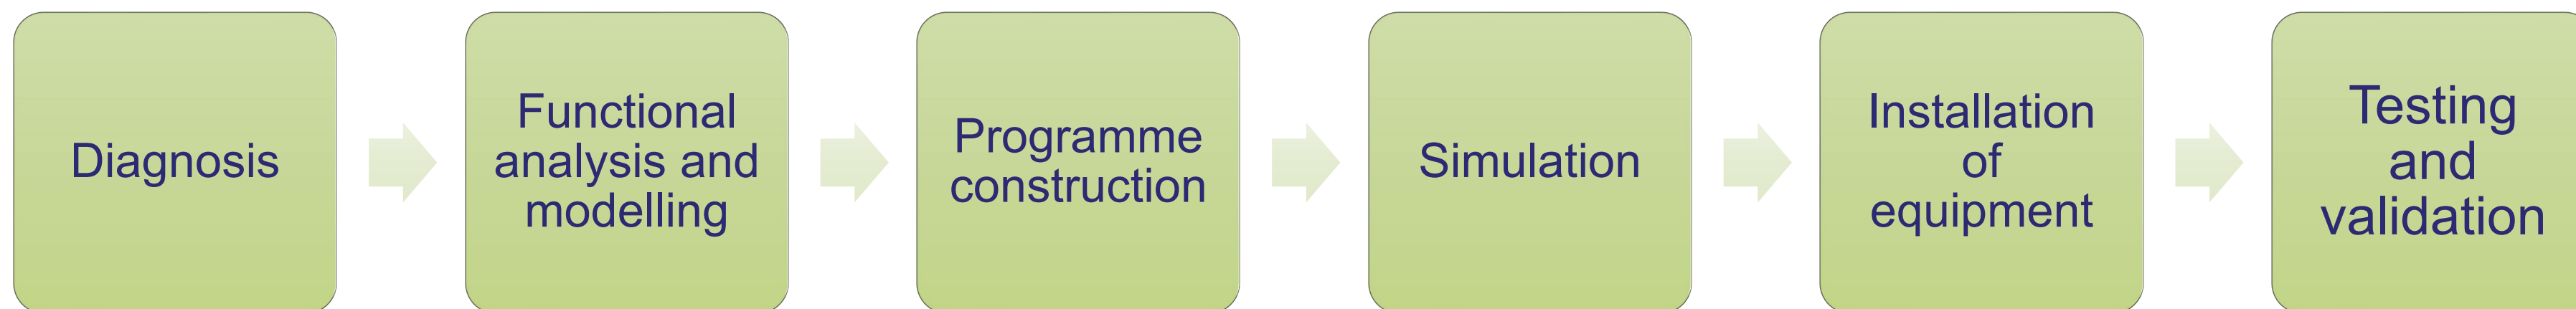 Diagnosis
Functional
analysis and
modelling
Programme
construction
Simulation
Installation
of
equipment
Testing
and
validation